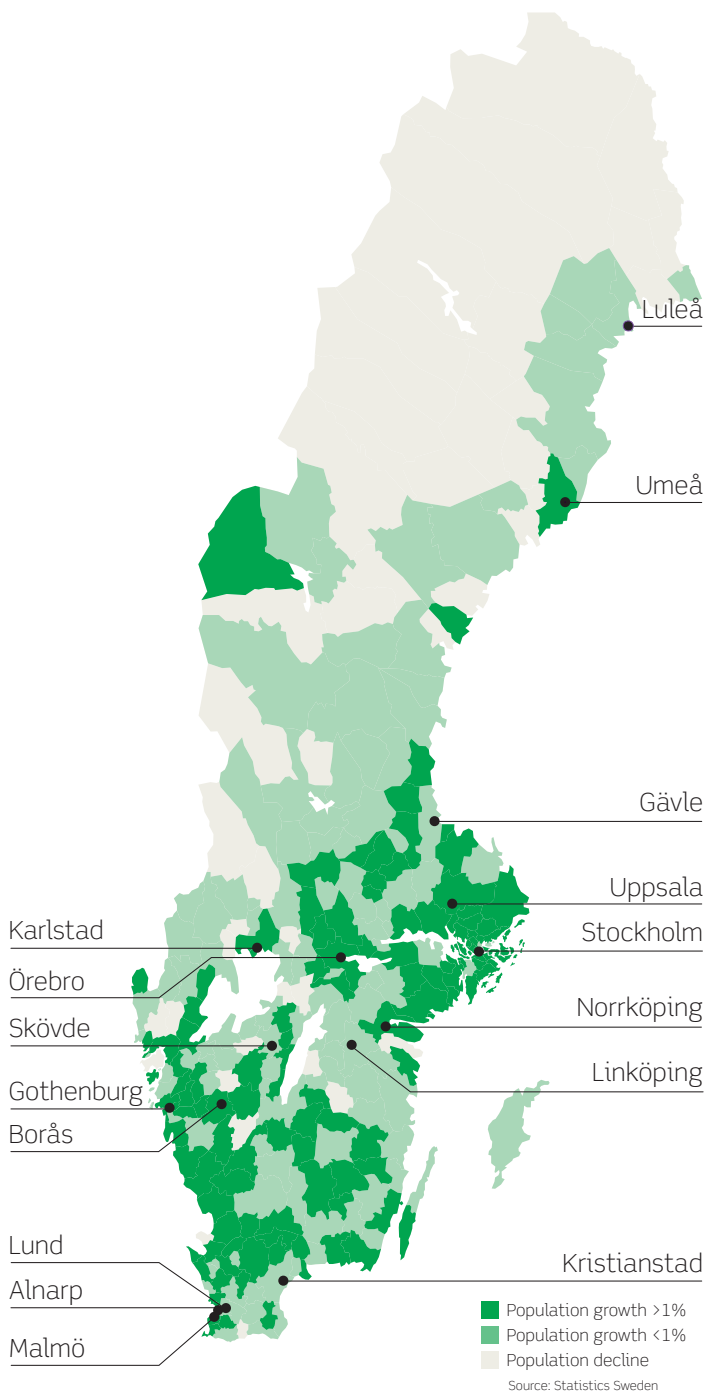 Luleå
Umeå
Gävle
Uppsala
Karlstad
Stockholm
Örebro
Norrköping
Skövde
Linköping
Gothenburg
Borås
Lund
Kristianstad
Alnarp
Malmö
Population growth >1%
Population growth <1%
Population decline
Source: Statistics Sweden